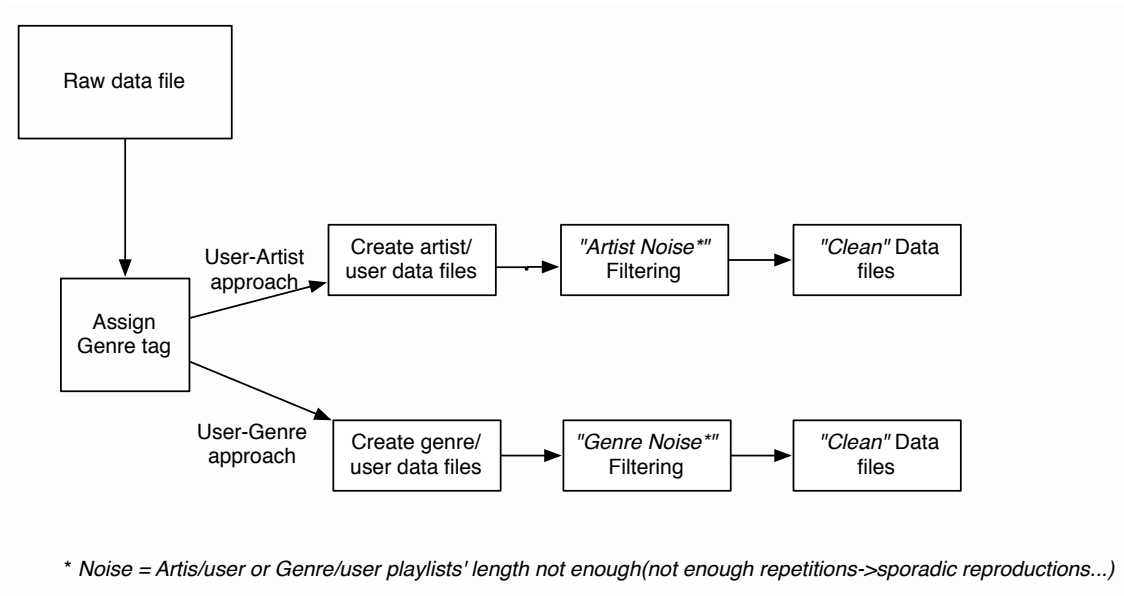 Raw data file
User-Artist
approach
Create artist/
user data files
"Artist Noise*"
Filtering
"Clean" Data
files
Assign
Genre tag
User-Genre
approach
Create genre/
user data files
"Genre Noise*"
Filtering
"Clean" Data
files
* Noise = Artis/user or Genre/user playlists' length not enough(not enough repetitions->sporadic reproductions...)